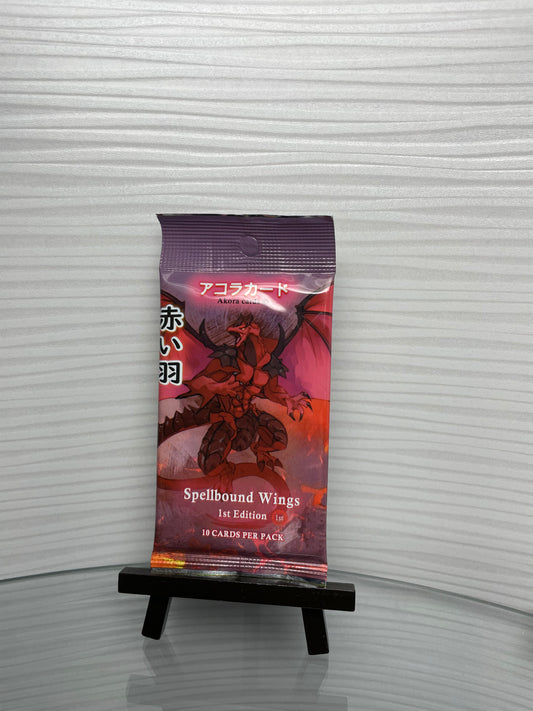 アコラカード
Akora cards
赤い羽
Spellbound Wings
1st Edition 1st
10 CARDS PER PACK